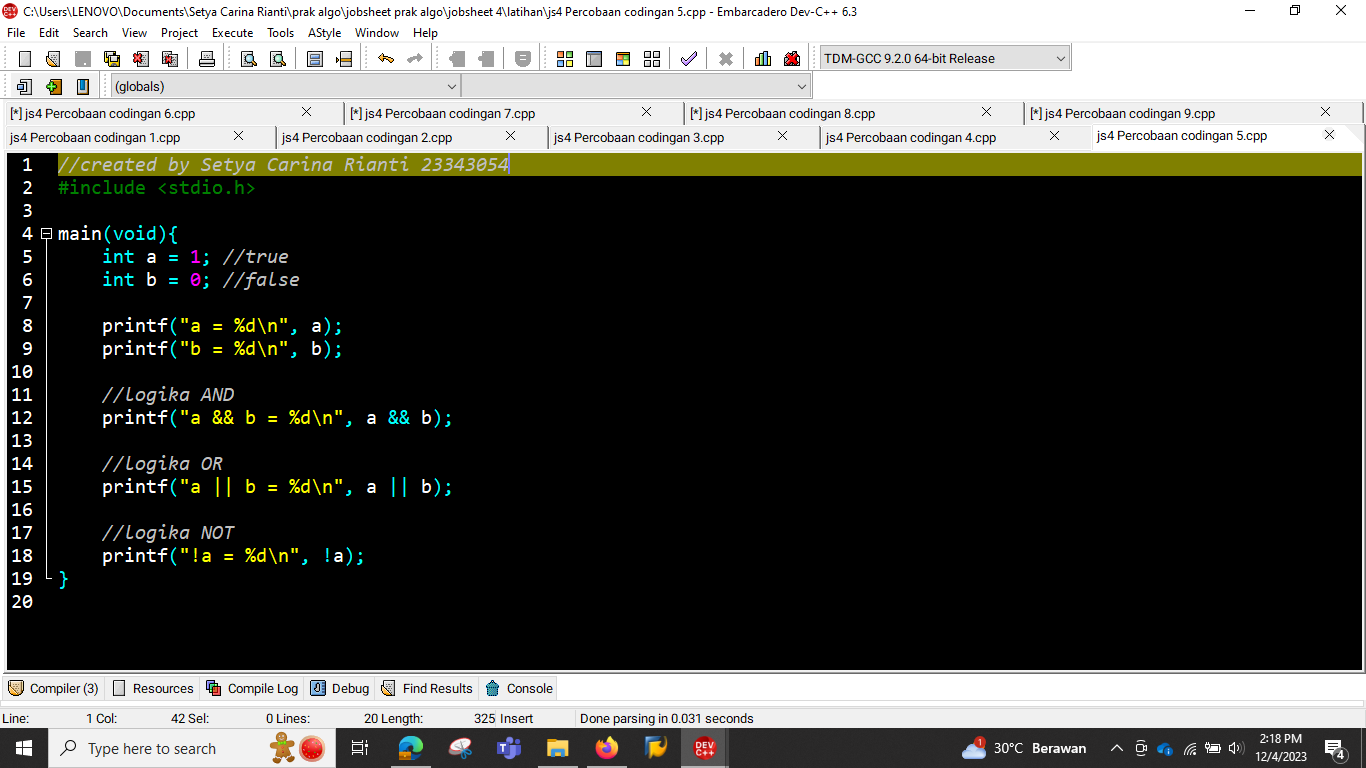 C:\Users\LENOVO\Documents\Setya Carina Rianti\prak algo\jobsheet prak algo\jobsheet 4\latihan\js4 Percobaan codingan 5.cpp - Embarcadero Dev-C++ 6.3
File Edit Search View Project Execute Tools AStyle Window Help
TDM-GCC 9.2.0 64-bit Release
(globals)
[*] js4 Percobaan codingan 6.cpp [*] js4 Percobaan codingan 7.cpp [*] js4 Percobaan codingan 8.cpp [*] js4 Percobaan codingan 9.cpp
js4 Percobaan codingan 1.cpp js4 Percobaan codingan 2.cpp js4 Percobaan codingan 3.cpp js4 Percobaan codingan 4.cpp js4 Percobaan codingan 5.cpp
1 //created by Setya Carina Rianti 23343054
2 #include <stdio.h>
3
4 main(void){
5 int a = 1; //true
6 int b = 0; //false
7
8 printf("a = %d\n", a);
9 printf("b = %d\n", b);
10
11 //logika AND
12 printf("a && b = %d\n", a && b);
13
14 //logika OR
15 printf("a || b = %d\n", a || b);
16
17 //logika NOT
18 printf("!a = %d\n", !a);
19 }
20
Compiler (3) Resources Compile Log Debug Find Results Console
Line: 1 Col: 42 Sel: 0 Lines: 20 Length: 325 Insert Done parsing in 0.031 seconds
Type here to search DEV C++ 1 30°C Berawan 2:18 PM
12/4/2023 4